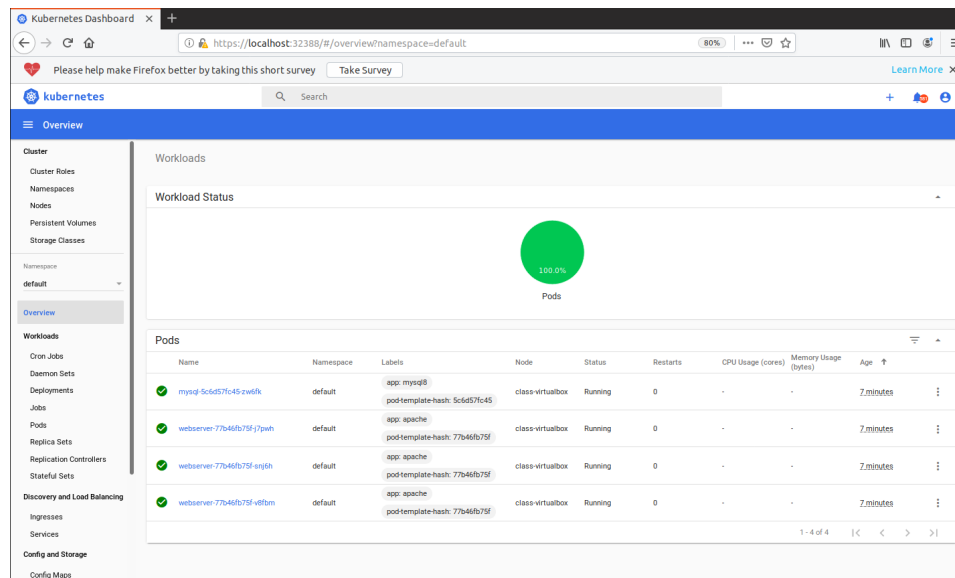 Kubernetes Dashboard
https://localhost:32388/#/overview?namespace=default
80%
Please help make Firefox better by taking this short survey
Take Survey
Learn More
kubernetes
Search
Overview
Cluster
Cluster Roles
Namespaces
Nodes
Persistent Volumes
Storage Classes
Namespace
default
Overview
Workloads
Cron Jobs
Daemon Sets
Deployments
Jobs
Pods
Replica Sets
Replication Controllers
Stateful Sets
Discovery and Load Balancing
Ingresses
Services
Config and Storage
Config Maps
Workloads
Workload Status
100.0%
Pods
Pods
Name Namespace Labels Node Status Restarts CPU Usage (cores) Memory Usage (bytes) Age
mysql-5c6d57fc45-zw6fk default app: mysql8 pod-template-hash: 5c6d57fc45 class-virtualbox Running 0 - - 7 minutes
webserver-77b46fb75f-j7pwh default app: apache pod-template-hash: 77b46fb75f class-virtualbox Running 0 - - 7 minutes
webserver-77b46fb75f-snj6h default app: apache pod-template-hash: 77b46fb75f class-virtualbox Running 0 - - 7 minutes
webserver-77b46fb75f-v8fbm default app: apache pod-template-hash: 77b46fb75f class-virtualbox Running 0 - - 7 minutes
1 - 4 of 4